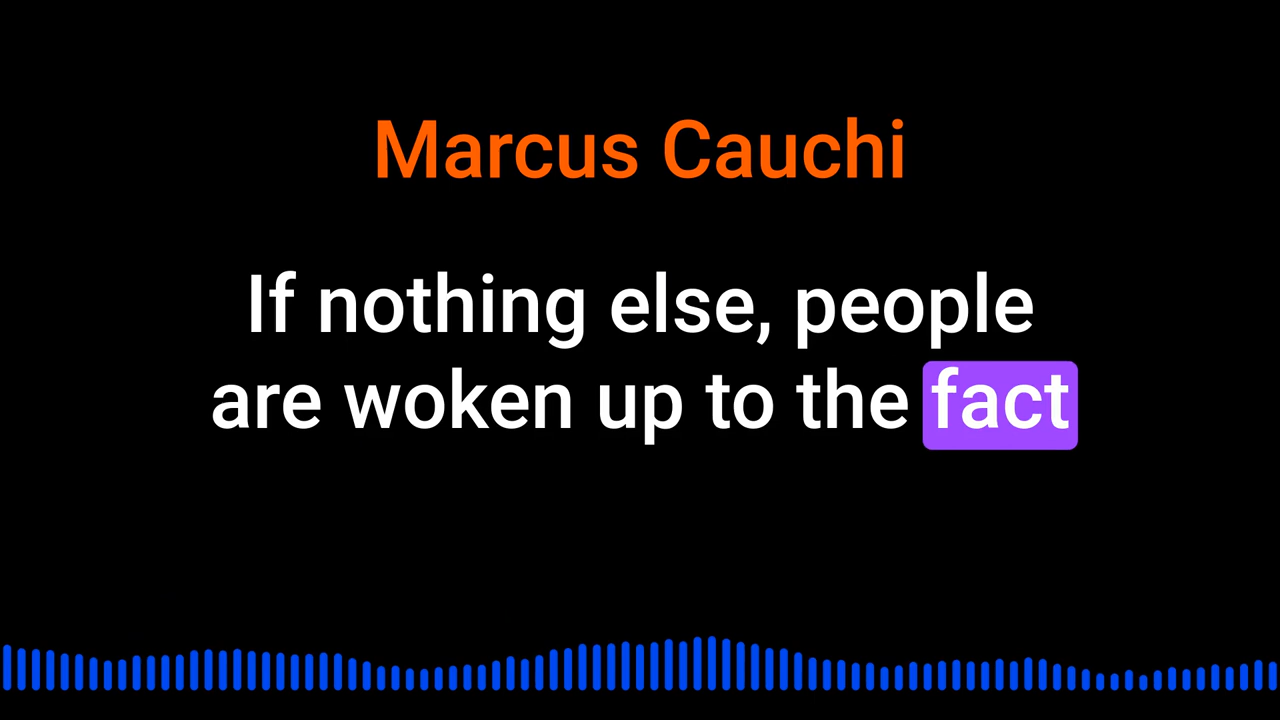 Marcus Cauchi
If nothing else, people
are woken up to the fact